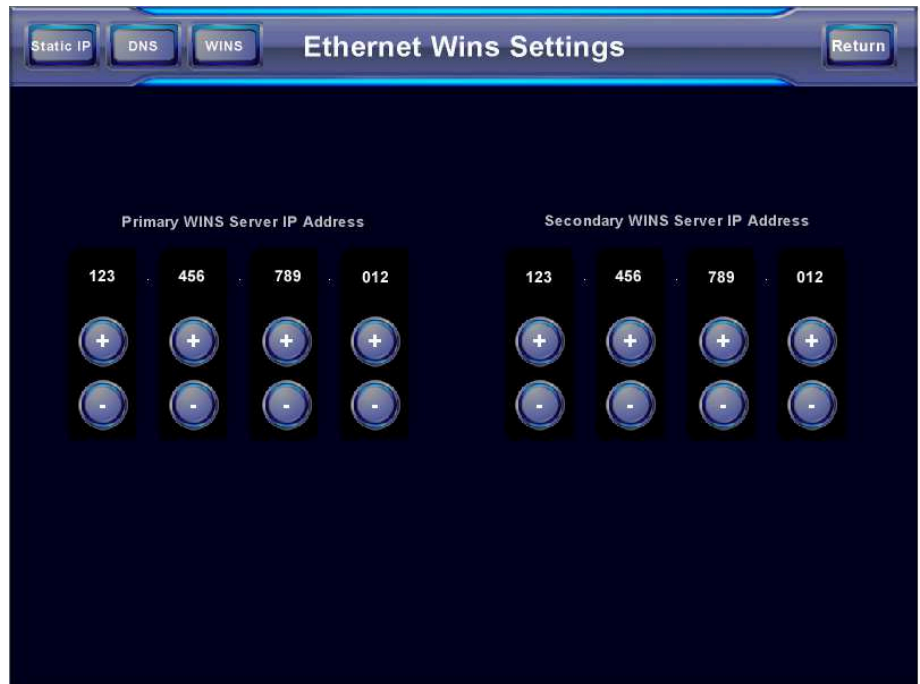 Static IP DNS WINS Ethernet Wins Settings Return
Primary WINS Server IP Address Secondary WINS Server IP Address
123 . 456 . 789 . 012 123 . 456 . 789 . 012
+ + + + + + + +
- - - - - - - -